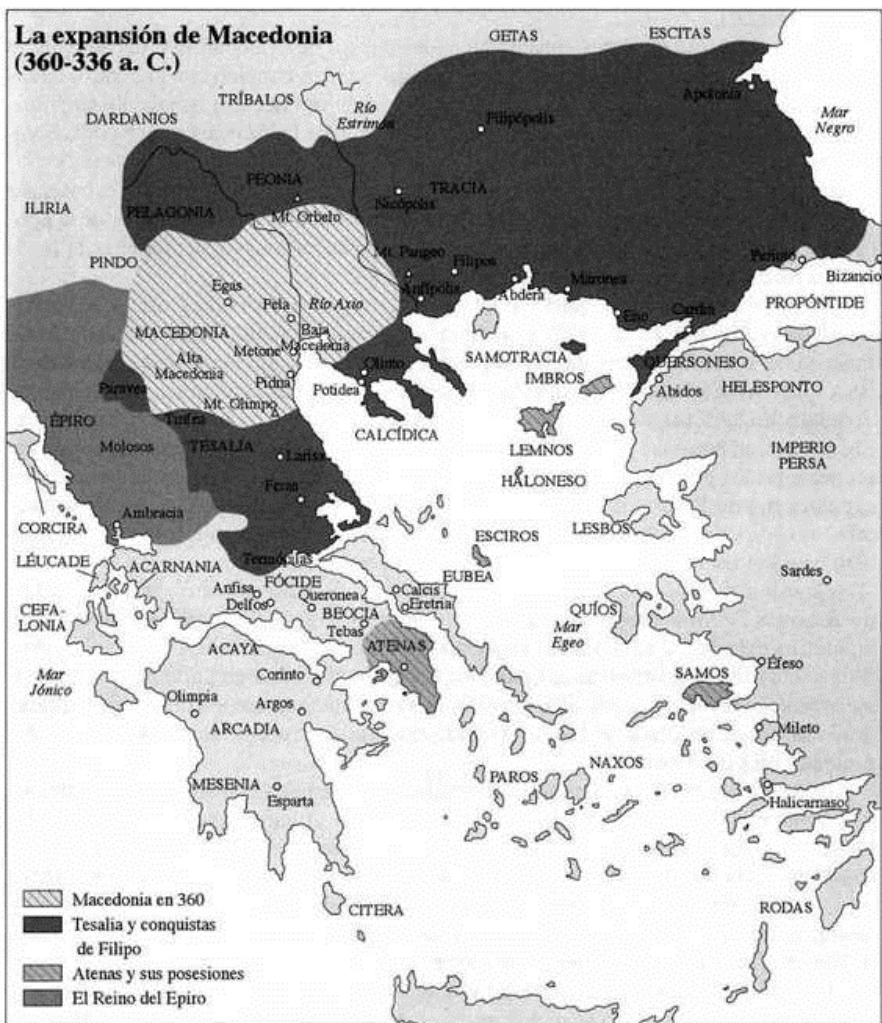 La expansión de Macedonia
(360-336 a. C.)
GETAS
ESCITAS
TRÍBALOS
Río
Estrimón
DARDANIOS
Apolonia
Mar
Negro
Filipópolis
PEONIA
TRACIA
Nicópolis
ILIRIA
PELAGONIA
Mt. Orbelo
PINDO
Mt. Pangeo
Filipos
Perinto
Bizancio
Egas
Anfípolis
Abdera
Maronea
PROPÓNTIDE
Pela
Río Axio
Eno
Cardia
MACEDONIA
Baja
Macedonia
Metone
Alta
Macedonia
SAMOTRACIA
QUERSONESO
Olinto
IMBROS
HELESPONTO
Pidna
Potidea
Abidos
Paravea
Mt. Olimpo
CALCÍDICA
ÉPIRO
Tinfea
LEMNOS
IMPERIO
PERSA
Molosos
TESALIA
Larisa
HALONESO
Feras
CORCIRA
Ambracia
LESBOS
ESCIROS
LÉUCADE
ACARNANIA
Termópilas
EUBEA
Sardes
FÓCIDE
Anfisa
Queronea
Calcis
CEFA-
LONIA
Delfos
BEOCIA
Eretria
QUÍOS
Tebas
Mar
Egeo
ACAYA
ATENAS
Mar
Jónico
Corinto
SAMOS
Efeso
Olimpia
Argos
Mileto
ARCADIA
NAXOS
PAROS
MESENIA
Esparta
Halicarnaso
Macedonia en 360
CITERA
RODAS
Tesalia y conquistas
de Filipo
Atenas y sus posesiones
El Reino del Epiro